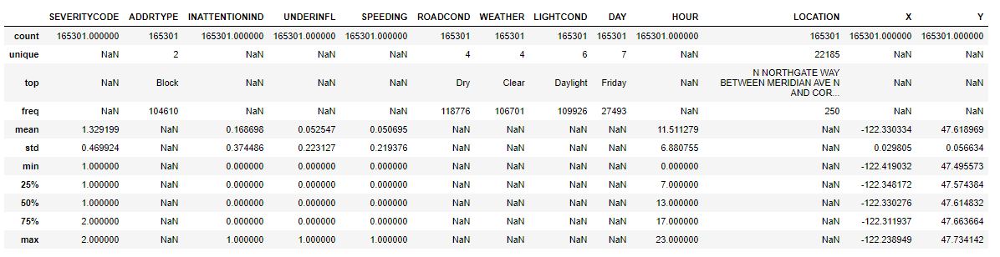 SEVERITYCODE ADDRTYPE INATTENTIONIND UNDERINFL SPEEDING ROADCOND WEATHER LIGHTCOND DAY HOUR LOCATION X Y
count 165301.000000 165301 165301.000000 165301.000000 165301.000000 165301 165301 165301 165301 165301.000000 165301 165301.000000 165301.000000
unique NaN 2 NaN NaN NaN 4 4 6 7 NaN 22185 NaN NaN
N NORTHGATE WAY
top NaN Block NaN NaN NaN Dry Clear Daylight Friday NaN BETWEEN MERIDIAN AVE N NaN NaN
AND COR...
freq NaN 104610 NaN NaN NaN 118776 106701 109926 27493 NaN 250 NaN NaN
mean 1.329199 NaN 0.168698 0.052547 0.050695 NaN NaN NaN NaN 11.511279 NaN -122.330334 47.618969
std 0.469924 NaN 0.374486 0.223127 0.219376 NaN NaN NaN NaN 6.880755 NaN 0.029805 0.056634
min 1.000000 NaN 0.000000 0.000000 0.000000 NaN NaN NaN NaN 0.000000 NaN -122.419032 47.495573
25% 1.000000 NaN 0.000000 0.000000 0.000000 NaN NaN NaN NaN 7.000000 NaN -122.348172 47.574384
50% 1.000000 NaN 0.000000 0.000000 0.000000 NaN NaN NaN NaN 13.000000 NaN -122.330276 47.614832
75% 2.000000 NaN 0.000000 0.000000 0.000000 NaN NaN NaN NaN 17.000000 NaN -122.311937 47.663664
max 2.000000 NaN 1.000000 1.000000 1.000000 NaN NaN NaN NaN 23.000000 NaN -122.238949 47.734142